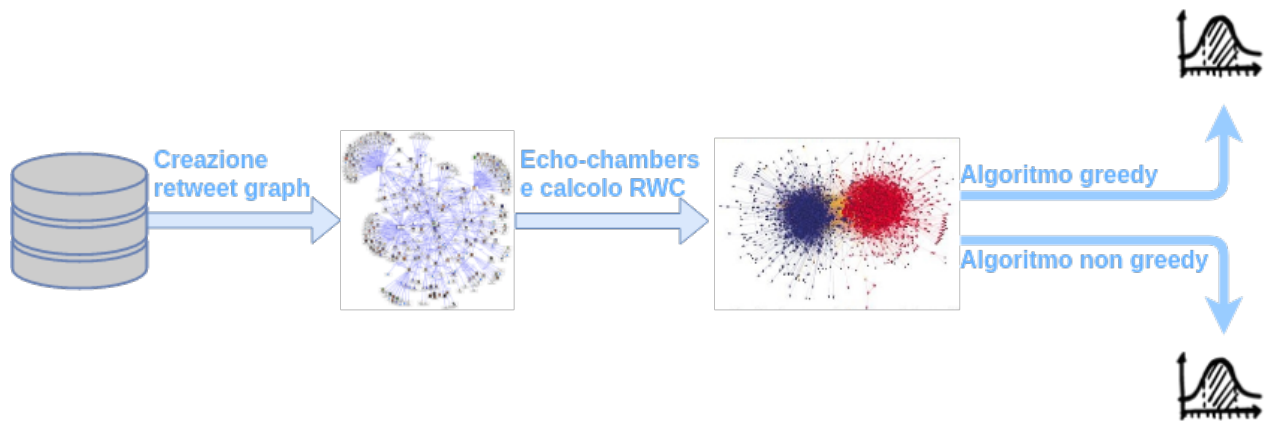 Creazione
retweet graph
Echo-chambers
e calcolo RWC
Algoritmo greedy
Algoritmo non greedy